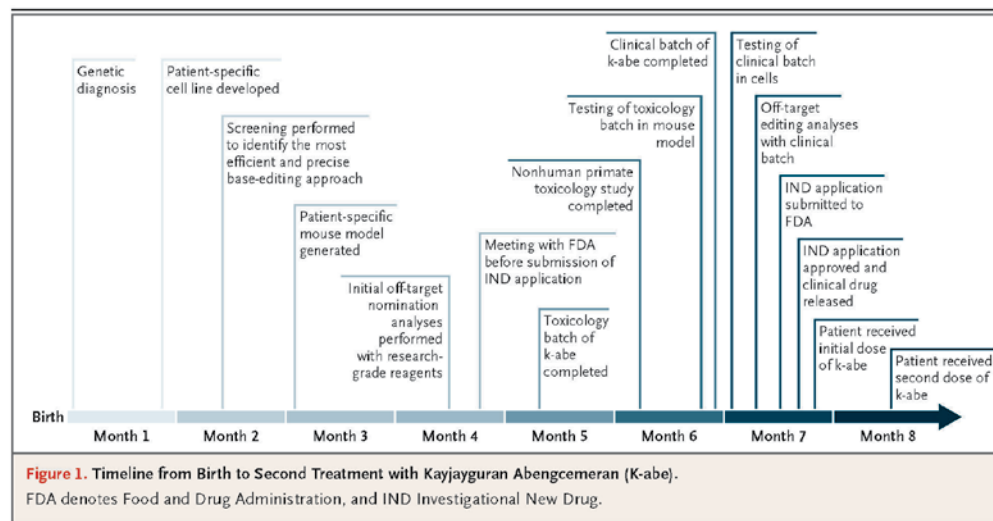 Genetic
diagnosis
Patient-specific
cell line developed
Screening performed
to identify the most
efficient and precise
base-editing approach
Patient-specific
mouse model
generated
Initial off-target
nomination
analyses
performed
with research-
grade reagents
Meeting with FDA
before submission of
IND application
Toxicology
batch of
k-abe
completed
Nonhuman primate
toxicology study
completed
Testing of toxicology
batch in mouse
model
Clinical batch of
k-abe completed
Testing of
clinical batch
in cells
Off-target
editing analyses
with clinical
batch
IND application
submitted to
FDA
IND application
approved and
clinical drug
released
Patient received
initial dose
of k-abe
Patient received
second dose of
k-abe
Birth
Month 1
Month 2
Month 3
Month 4
Month 5
Month 6
Month 7
Month 8
Figure 1. Timeline from Birth to Second Treatment with Kayjayguran Abengcemeran (K-abe).
FDA denotes Food and Drug Administration, and IND Investigational New Drug.